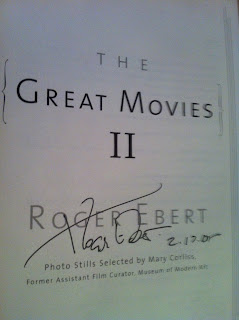 THE
GREAT MOVIES
II
ROGER EBERT
Photo Stills Selected by Mary Corliss,
Former Assistant Film Curator, Museum of Modern Art